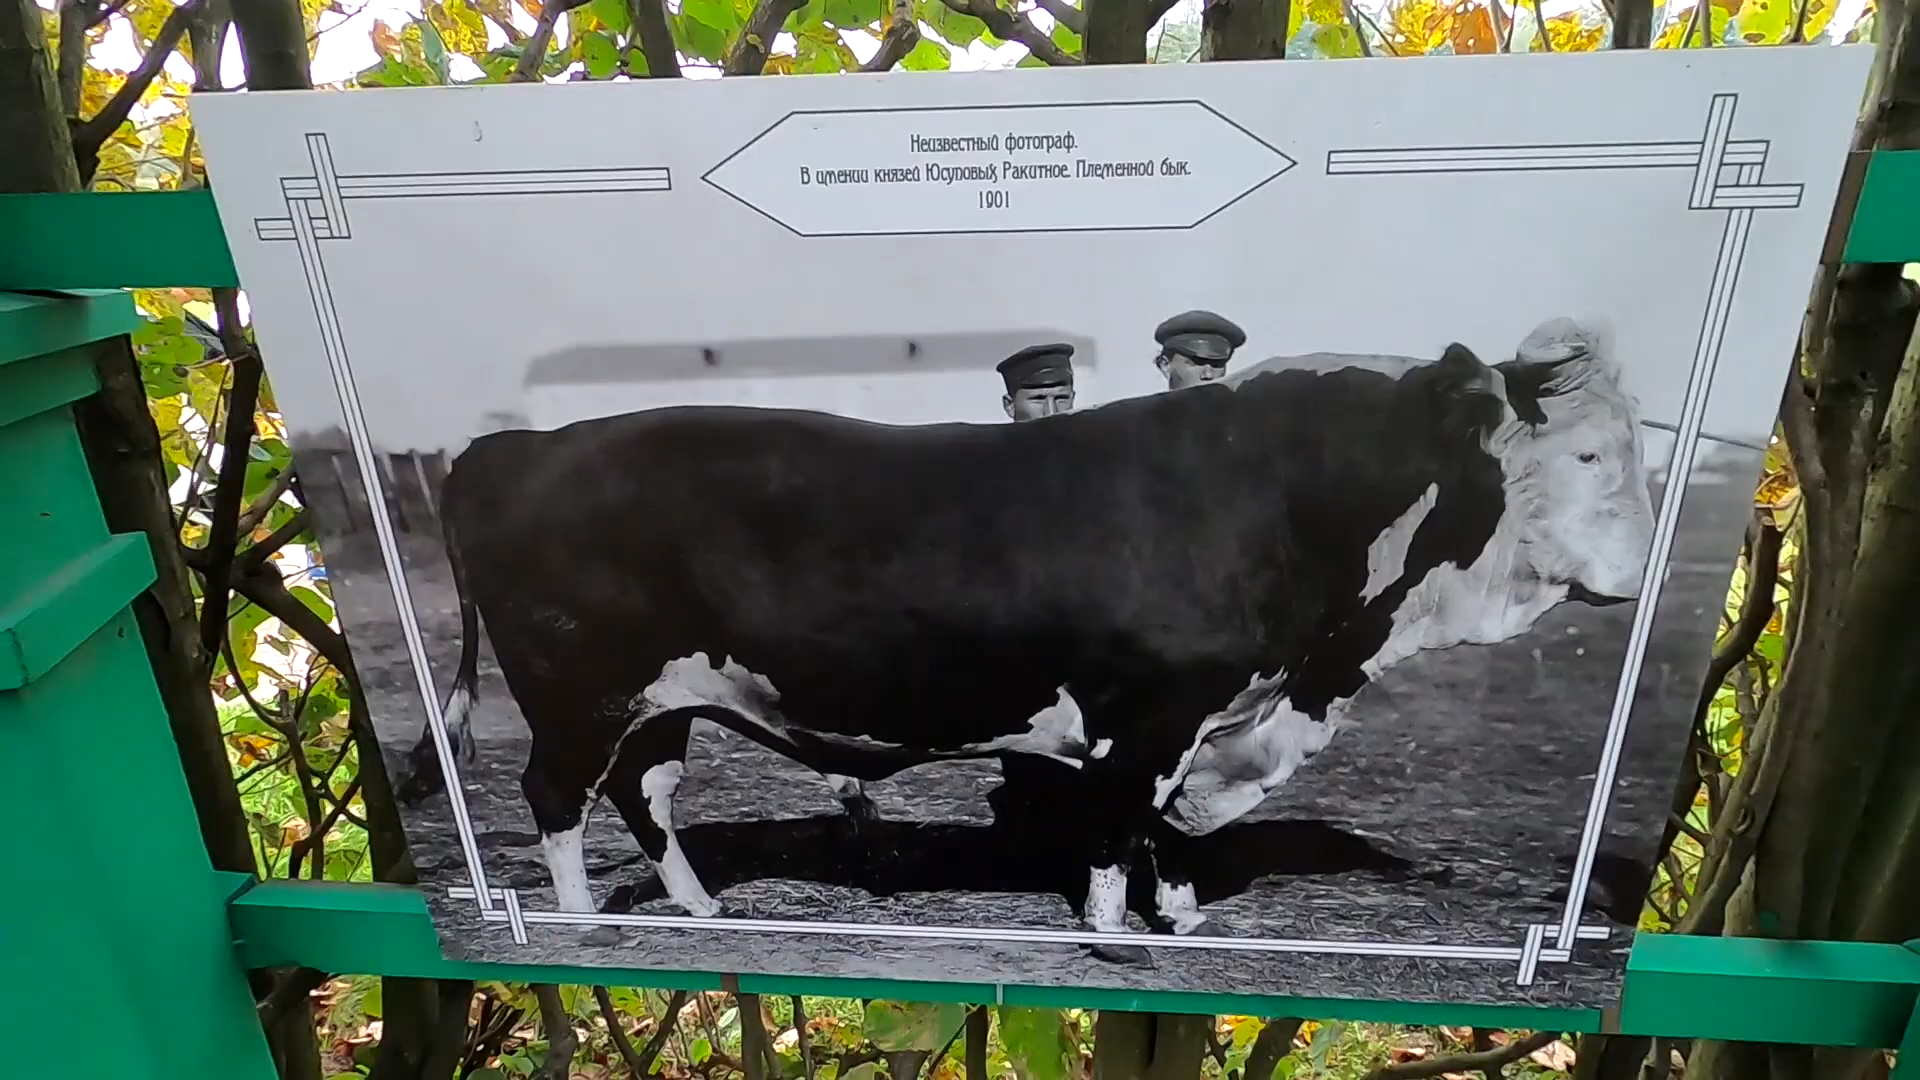 Неизвестный фотограф.
В имении князей Юсуповых Ракитное. Племенной бык.
1901